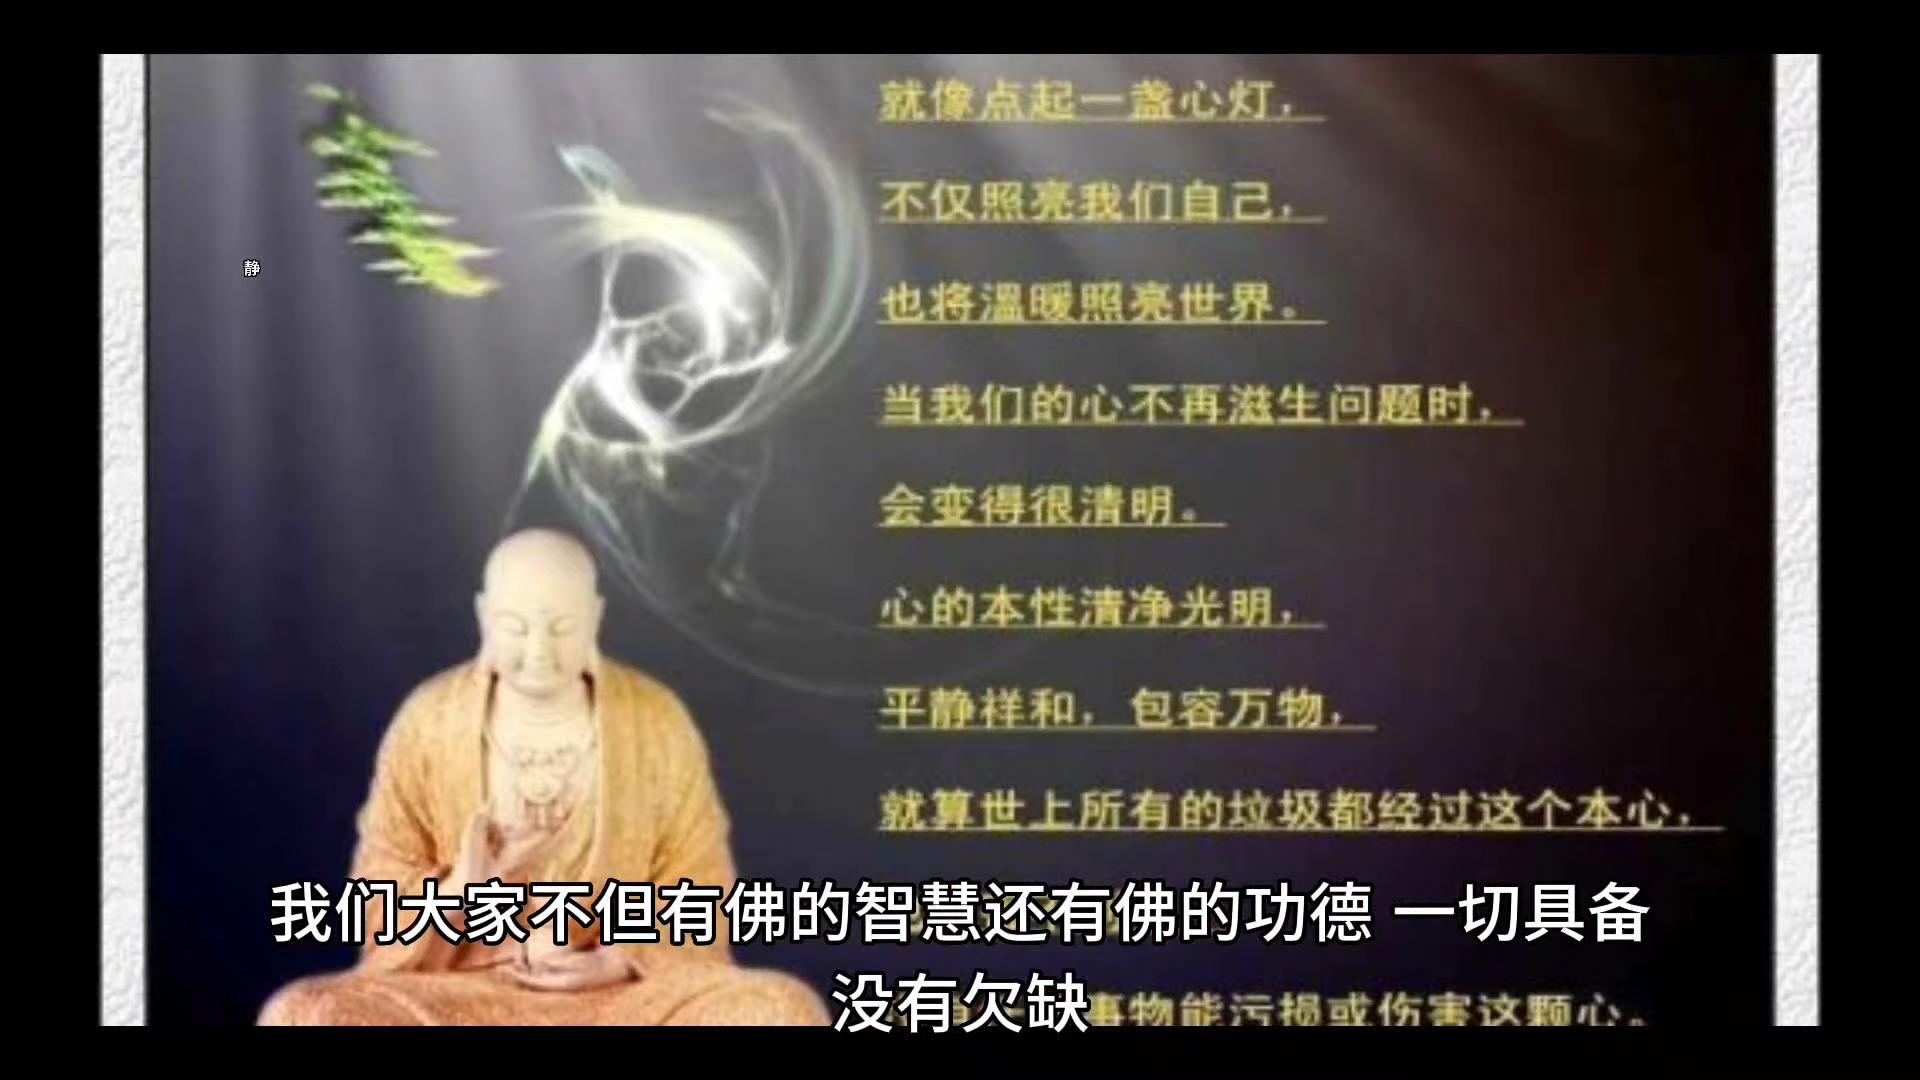 就像点起一盏心灯，
不仅照亮我们自己，
也将溫暖照亮世界。
静
当我们的心不再滋生问题时，
会变得很清明。
心的本性清净光明，
平静祥和，包容万物，
就算世上所有的垃圾都经过这个本心，
我们大家不但有佛的智慧还有佛的功德 一切具备
没有欠缺
事物能污损或伤害这颗心。